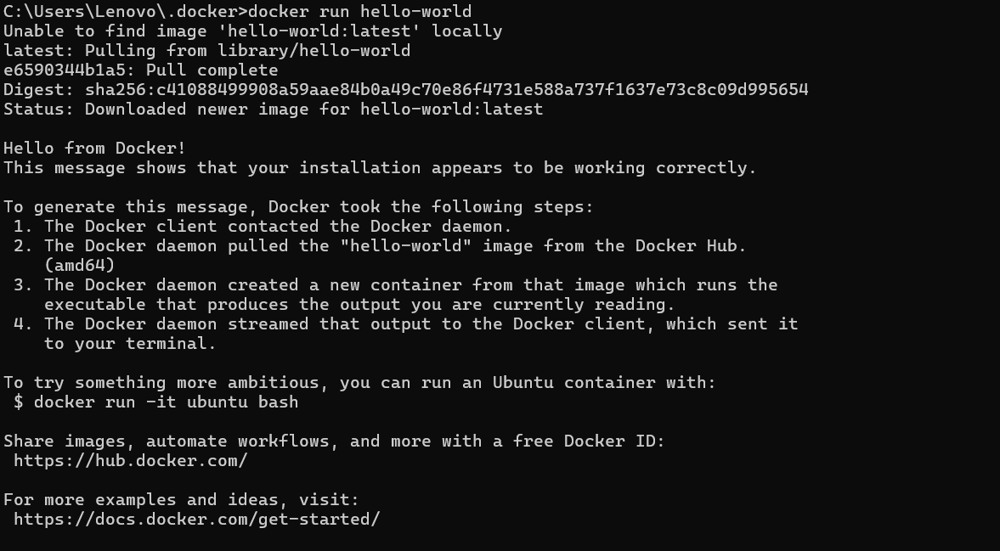 C:\Users\Lenovo\.docker>docker run hello-world
Unable to find image 'hello-world:latest' locally
latest: Pulling from library/hello-world
e6590344b1a5: Pull complete
Digest: sha256:c41088499908a59aae84b0a49c70e86f4731e588a737f1637e73c8c09d995654
Status: Downloaded newer image for hello-world:latest

Hello from Docker!
This message shows that your installation appears to be working correctly.

To generate this message, Docker took the following steps:
 1. The Docker client contacted the Docker daemon.
 2. The Docker daemon pulled the "hello-world" image from the Docker Hub.
    (amd64)
 3. The Docker daemon created a new container from that image which runs the
    executable that produces the output you are currently reading.
 4. The Docker daemon streamed that output to the Docker client, which sent it
    to your terminal.

To try something more ambitious, you can run an Ubuntu container with:
 $ docker run -it ubuntu bash

Share images, automate workflows, and more with a free Docker ID:
 https://hub.docker.com/

For more examples and ideas, visit:
 https://docs.docker.com/get-started/